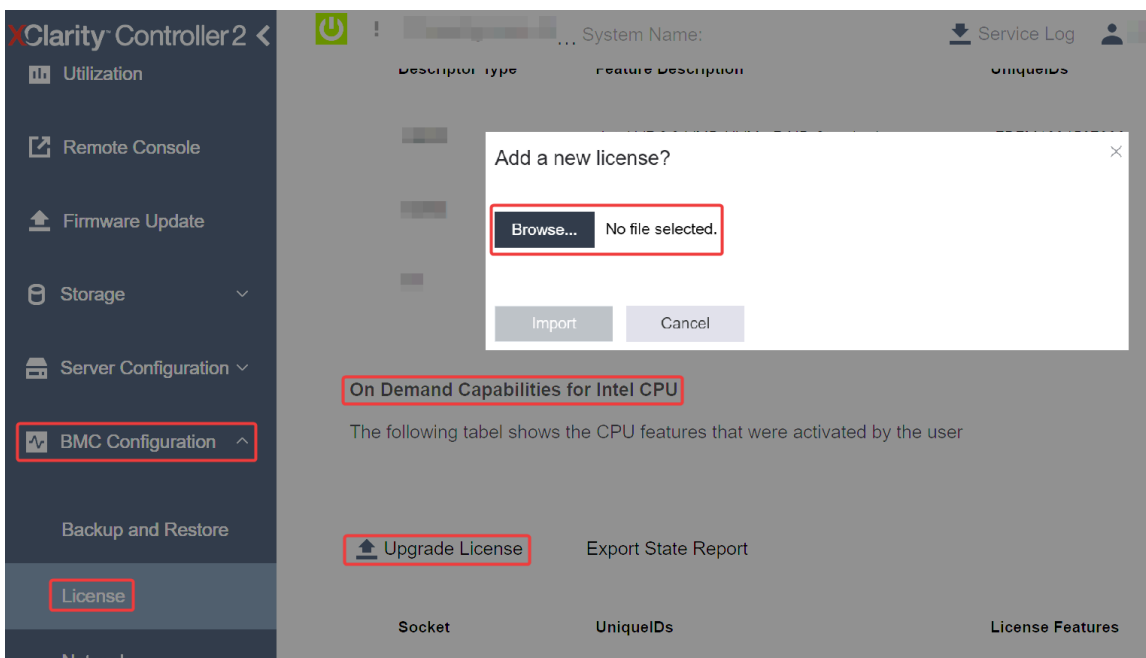 XClarity Controller 2
! ... System Name: Service Log
Utilization
Descriptor Type Feature Description UniqueIDs
Remote Console
Add a new license?
Browse... No file selected.
Firmware Update
Storage
Import Cancel
Server Configuration
On Demand Capabilities for Intel CPU
The following tabel shows the CPU features that were activated by the user
BMC Configuration
Backup and Restore
Upgrade License Export State Report
License
Socket UniqueIDs License Features